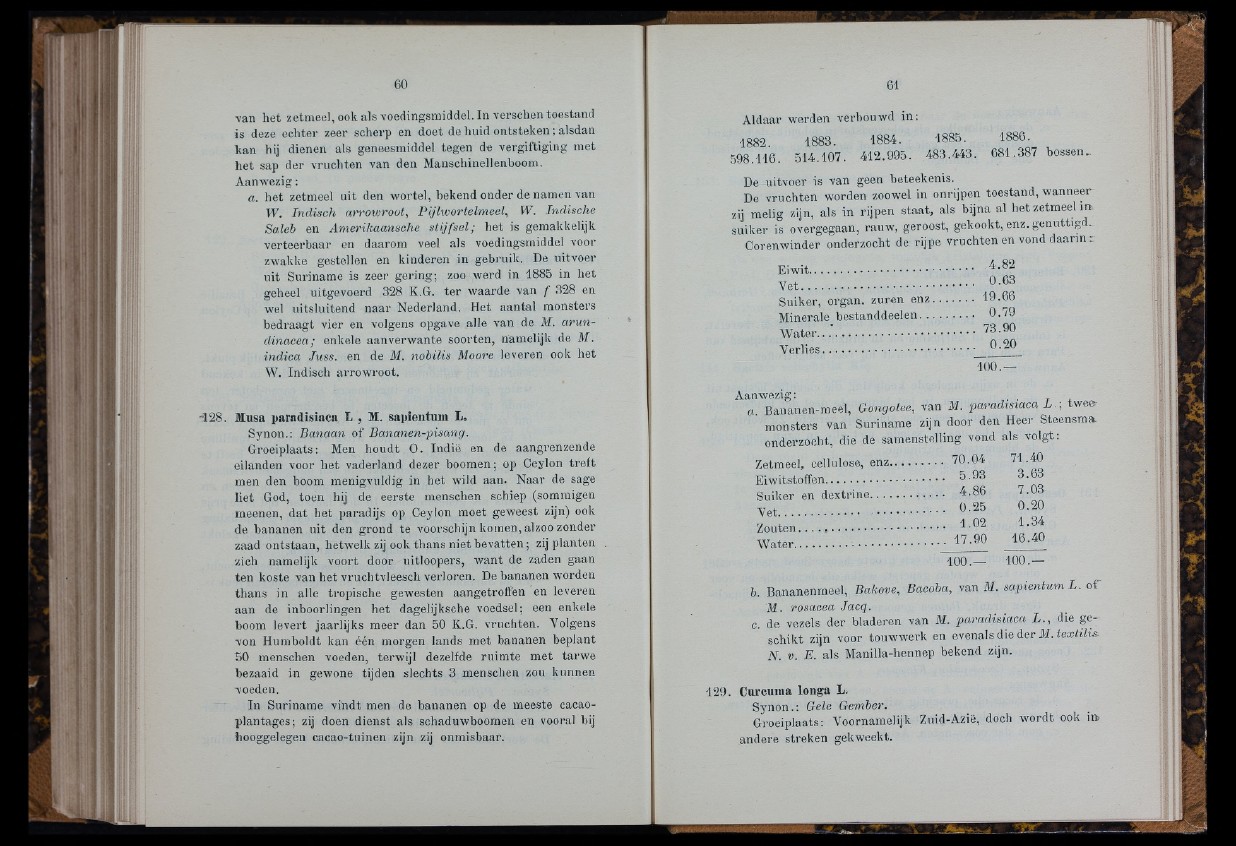 60
van het zetmeel, ook als voedingsmiddel. In verschen toestand
is deze echter zeer scherp en doet de huid ontsteken; alsdan
kan hij dienen als geneesmiddel tegen de vergiftiging met
het sap der vruchten van den Manschinellenboom.
Aanwezig:
a. het zetmeel uit den wortel, bekend onder de namen van
W. Indisch arrowroot, Pijlwortelmeel, W. Indische
Saleb en Amerikaansche stijfsel; het is gemakkelijk
verteerbaar en daarom veel als voedingsmiddel voor
zwakke gestellen en kinderen in gebruik. De uitvoer
uit Suriname is zeer gering; zoo werd in 1885 in het
geheel uitgevoerd 328 K.G. ter waarde van f 328 en
wel uitsluitend naar Nederland. Het aantal monsters
bedraagt vier en volgens opgave alle van de M. arun-
dinacea; enkele aanverwante soorten, namelijk de M.
indica Juss. en de M. nobilis Moore leveren ook het
W. Indisch arrowroot.
128. Musa paradisiaca L , M. sapientum L.
Synon.: Banaan of Bananen-pisang.
Groeiplaats: Men houdt O. Indië en de aangrenzende
eilanden voor het vaderland dezer boomen; op Ceylon treft
men den boom menigvuldig in het wild aan. Naar de sage
liet God, toen hij de eerste menschen schiep (sommigen
meenen, dat het paradijs op Ceylon moet geweest zijn) ook
de bananen uit den grond te voorschijn komen, alzoo zonder
zaad ontstaan, hetwelk zij ook thans niet bevatten; zij planten
zich namelijk voort door uitloopers, want de zaden gaan
ten koste van het vruchtvleesch verloren. De bananen worden
thans in alle tropische gewesten aangetroffen en leveren
aan de inboorlingen het dagelijksche voedsel; een enkele
boom levert jaarlijks meer dan 50 K.G. vruchten. Volgens
von Humboldt kan één morgen lands met bananen beplant
50 menschen voeden, terwijl dezelfde ruimte met tarwe
bezaaid in gewone tijden slechts 3 menschen zou kunnen
voeden.
In Suriname vindt men de bananen op de meeste cacao-
plantages; zij doen dienst als schaduwboomen en vooral bij
hooggelegen cacao-tuinen zijn zij onmisbaar.
61
Aldaar werden verbouwd in:
1882. 1883. 1884. 1885. 1886.
598.116. 514.107. 412.995. 483.443. 681.387 bossen.
De uitvoer is van geen beteekenis.
De vruchten worden zoowel in onrijpen toestand, wanneer
zij melig zijn, als in rijpen staat, als bijna al het zetmeel in
suiker is overgegaan, rauw, geroost, gekookt, enz. genuttigd.
Corenwinder onderzocht de rijpe vruchten en vond daarin:
Eiwit........................ 4.82
Vet........................ 0.63
Suiker, organ. zuren enz....... 19.66
Minerale bestanddeelen......... 0.79
Water........................ 73.90
Verlies........................ 0.20
100.—
Aanwezig:
a. Bananen-meel, Gongotee, van M. paradisiaca L ; twee
monsters van Suriname zijn door den Heer Steensma
onderzocht, die de samenstelling vond als volgt:
Zetmeel, cellulose, enz......... 70.04 71.40
Eiwitstoffen................... 5.93 3.63
Suiker en dextrine............ 4.86 7.03
Vet........................ 0.25 0.20
Zouten........................ 1.02 1.34
Water........................ 17.90 16.40
100.— 100.—
b. Bananenmeel, Bakove, Bacoba, van M. sapientum L. of
M. rosacea Jacq.
c. de vezels der bladeren van M. paradisiaca L., die ge-
schikt zijn voor touwwerk en evenals die der M. textilis
N. v. E. als Manilla-hennep bekend zijn.
129. Curcuma longa L.
Synon.: Gele Gember.
Groeiplaats: Voornamelijk Zuid-Azië, doch wordt ook in
andere streken gekweekt.